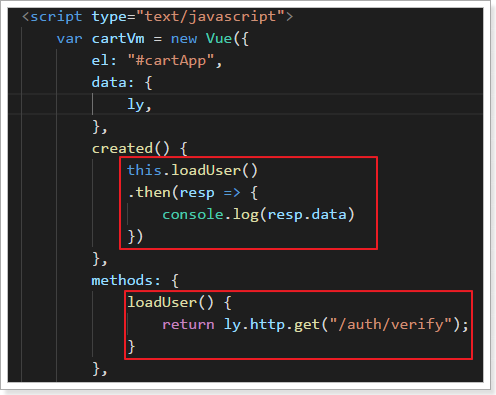 <script type="text/javascript">
    var cartVm = new Vue({
        el: "#cartApp",
        data: {
            ly,
        },
        created() {
            this.loadUser()
            .then(resp => {
                console.log(resp.data)
            })
        },
        methods: {
            loadUser() {
                return ly.http.get("/auth/verify");
            }
        },